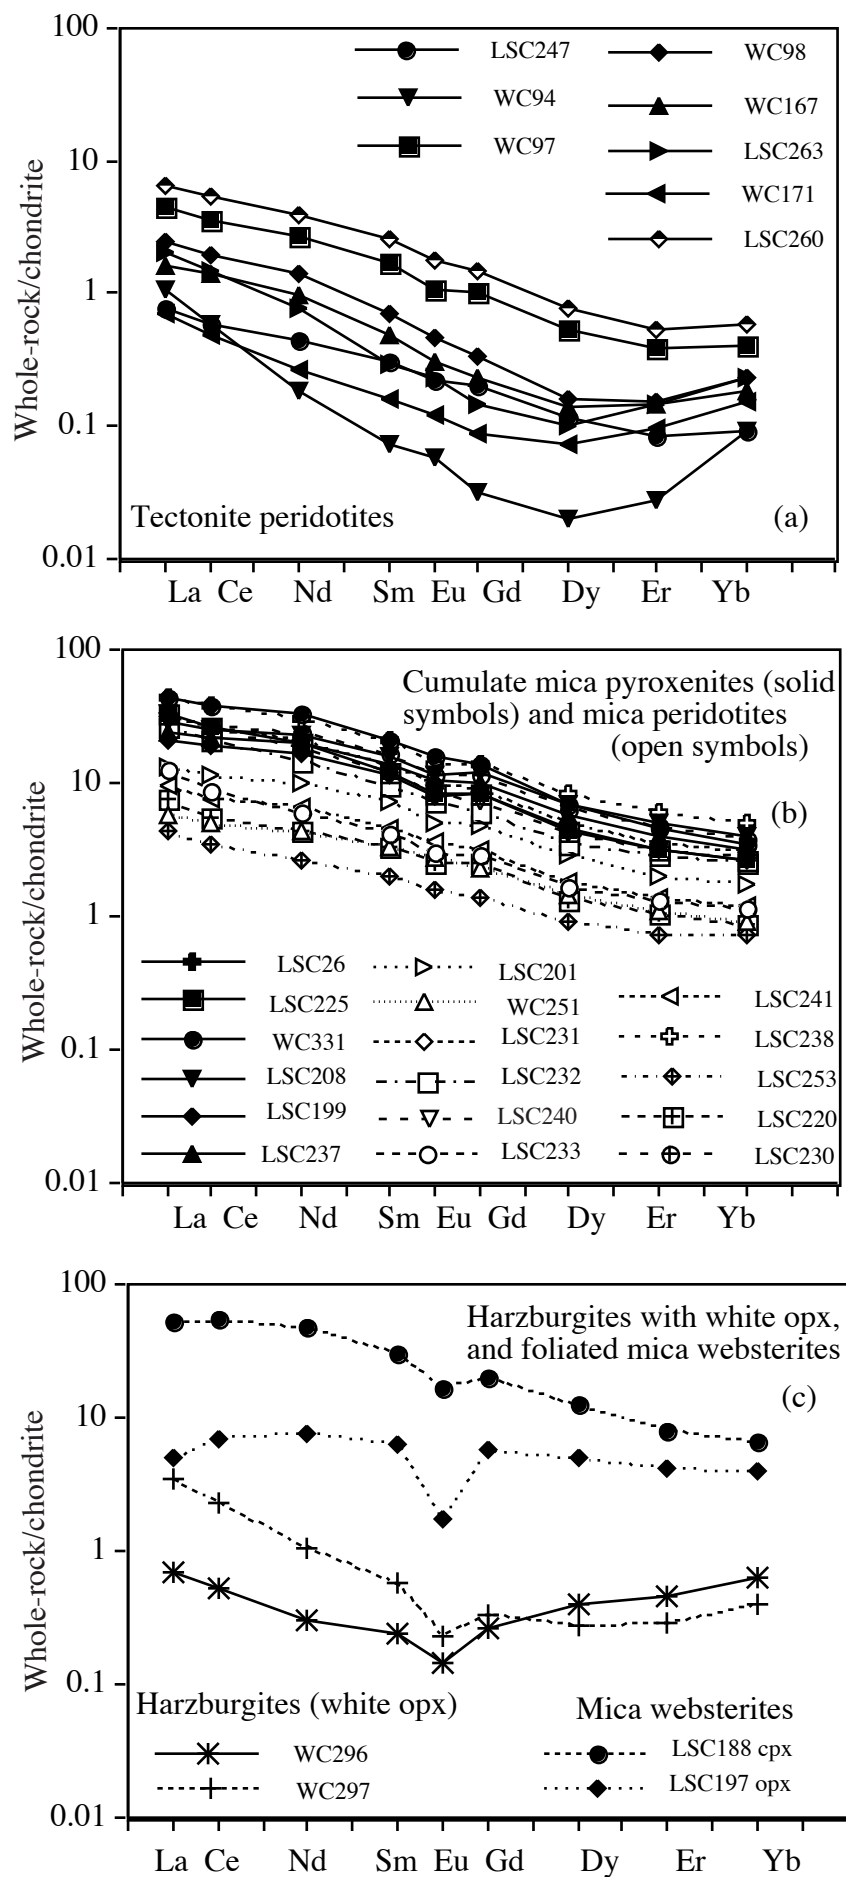 100
10
1
0.1
0.01
Whole-rock/chondrite
LSC247
WC94
WC97
WC98
WC167
LSC263
WC171
LSC260
Tectonite peridotites
(a)
La Ce Nd Sm Eu Gd Dy Er Yb
100
10
1
0.1
0.01
Whole-rock/chondrite
Cumulate mica pyroxenites (solid
symbols) and mica peridotites
(open symbols)
(b)
LSC26
LSC225
WC331
LSC208
LSC199
LSC237
LSC201
WC251
LSC231
LSC232
LSC240
LSC233
LSC241
LSC238
LSC253
LSC220
LSC230
La Ce Nd Sm Eu Gd Dy Er Yb
100
10
1
0.1
0.01
Whole-rock/chondrite
Harzburgites with white opx,
and foliated mica websterites
(c)
Harzburgites (white opx)
WC296
WC297
Mica websterites
LSC188 cpx
LSC197 opx
La Ce Nd Sm Eu Gd Dy Er Yb